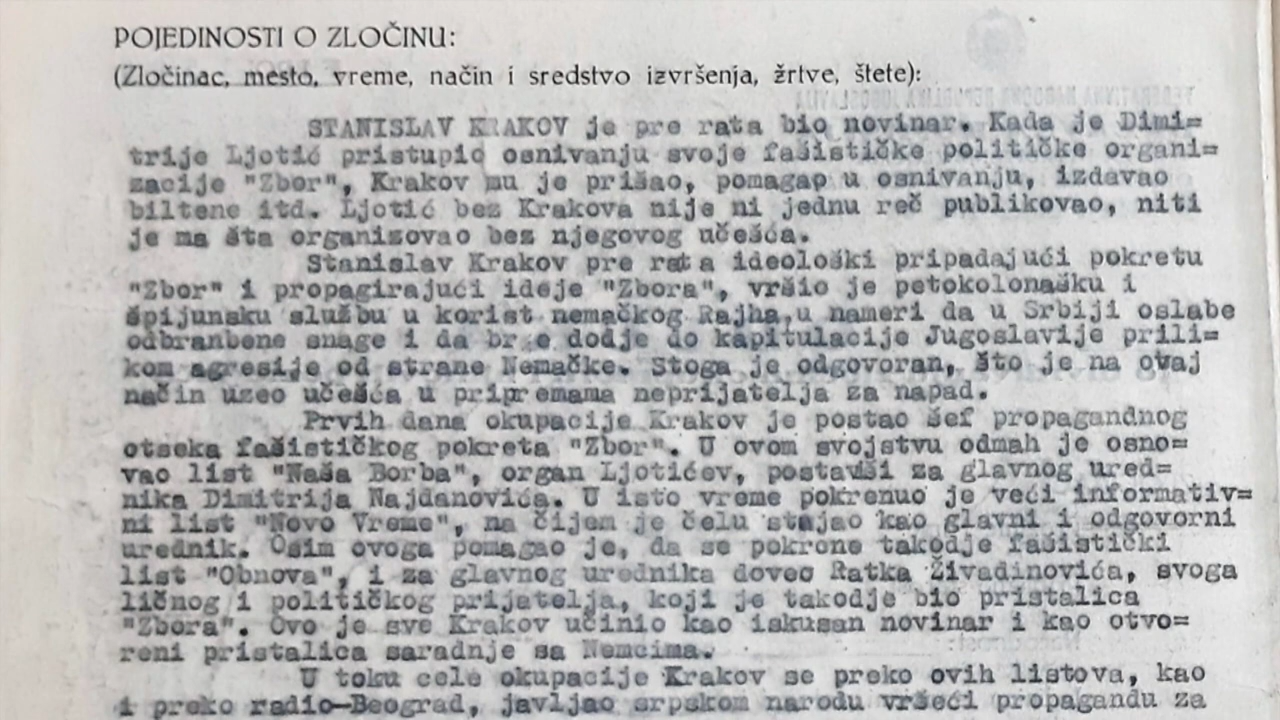 POJEDINOSTI O ZLOČINU:
(Zločinac, mesto, vreme, način i sredstvo izvršenja, žrtve, štete):
STANISLAV KRAKOV je pre rata bio novinar. Kada je Dimi=
trije Ljotić pristupio osnivanju svoje fašističke političke organi=
zacije "Zbor", Krakov mu je prišao, pomagao u osnivanju, izdavao
biltene itd. Ljotić bez Krakova nije ni jednu reč publikovao, niti
je ma šta organizovao bez njegovog učešća.
Stanislav Krakov pre rata ideološki pripadajući pokretu
"Zbor" i propagirajući ideje "Zbora", vršio je petokolonašku i
špijunsku službu u korist nemačkog Rajha,u nameri da u Srbiji oslabe
odbranbene snage i da br e dodje do kapitulacije Jugoslavije prili=
kom agresije od strane Nemačke. Stoga je odgovoran, što je na ovaj
način uzeo učešća u pripremama neprijatelja za napad.
Prvih dana okupacije Krakov je postao šef propagandnog
otseka fašističkog pokreta "Zbor". U ovom svojstvu odmah je osno=
vao list "Naša Borba", organ Ljotićev, postaviši za glavnog ured=
nika Dimitrija Najdanovića. U isto vreme pokrenuo je veći informativ=
ni list "Novo Vreme", na čijem je čelu stajao kao glavni i odgovorni
urednik. Osim ovoga pomagao je, da se pokrene takodje fašistički
list "Obnova", i za glavnog urednika doveo Ratka Živadinovića, svoga
ličnog i političkog prijatelja, koji je takodje bio pristalica
"Zbora". Ovo je sve Krakov učinio kao iskusan novinar i kao otvo=
reni pristalica saradnje sa Nemcima.
U toku cele okupacije Krakov se preko ovih listova, kao
i preko radio-Beograd, javljao srpskom narodu vršeći propagandu za